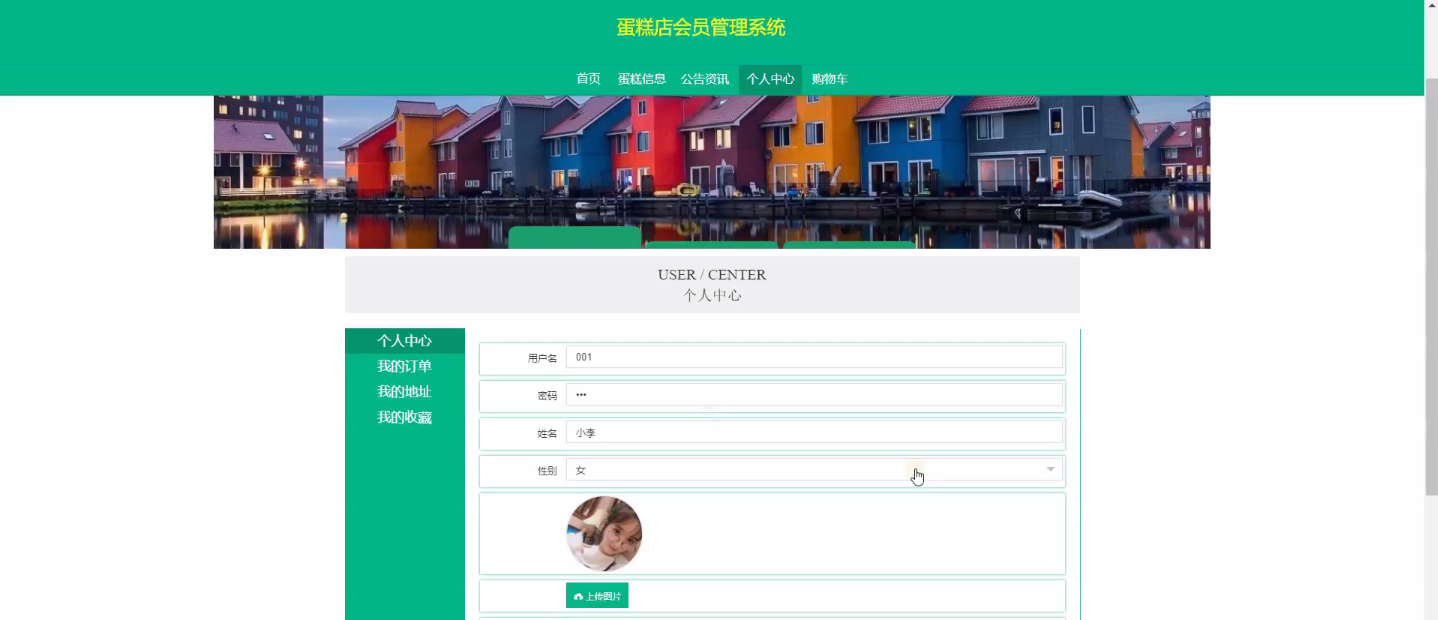 蛋糕店会员管理系统
首页 蛋糕信息 公告资讯 个人中心 购物车
USER / CENTER
个人中心
个人中心
我的订单
我的地址
我的收藏
用户名 001
密码 •••
姓名 小李
性别 女
上传图片